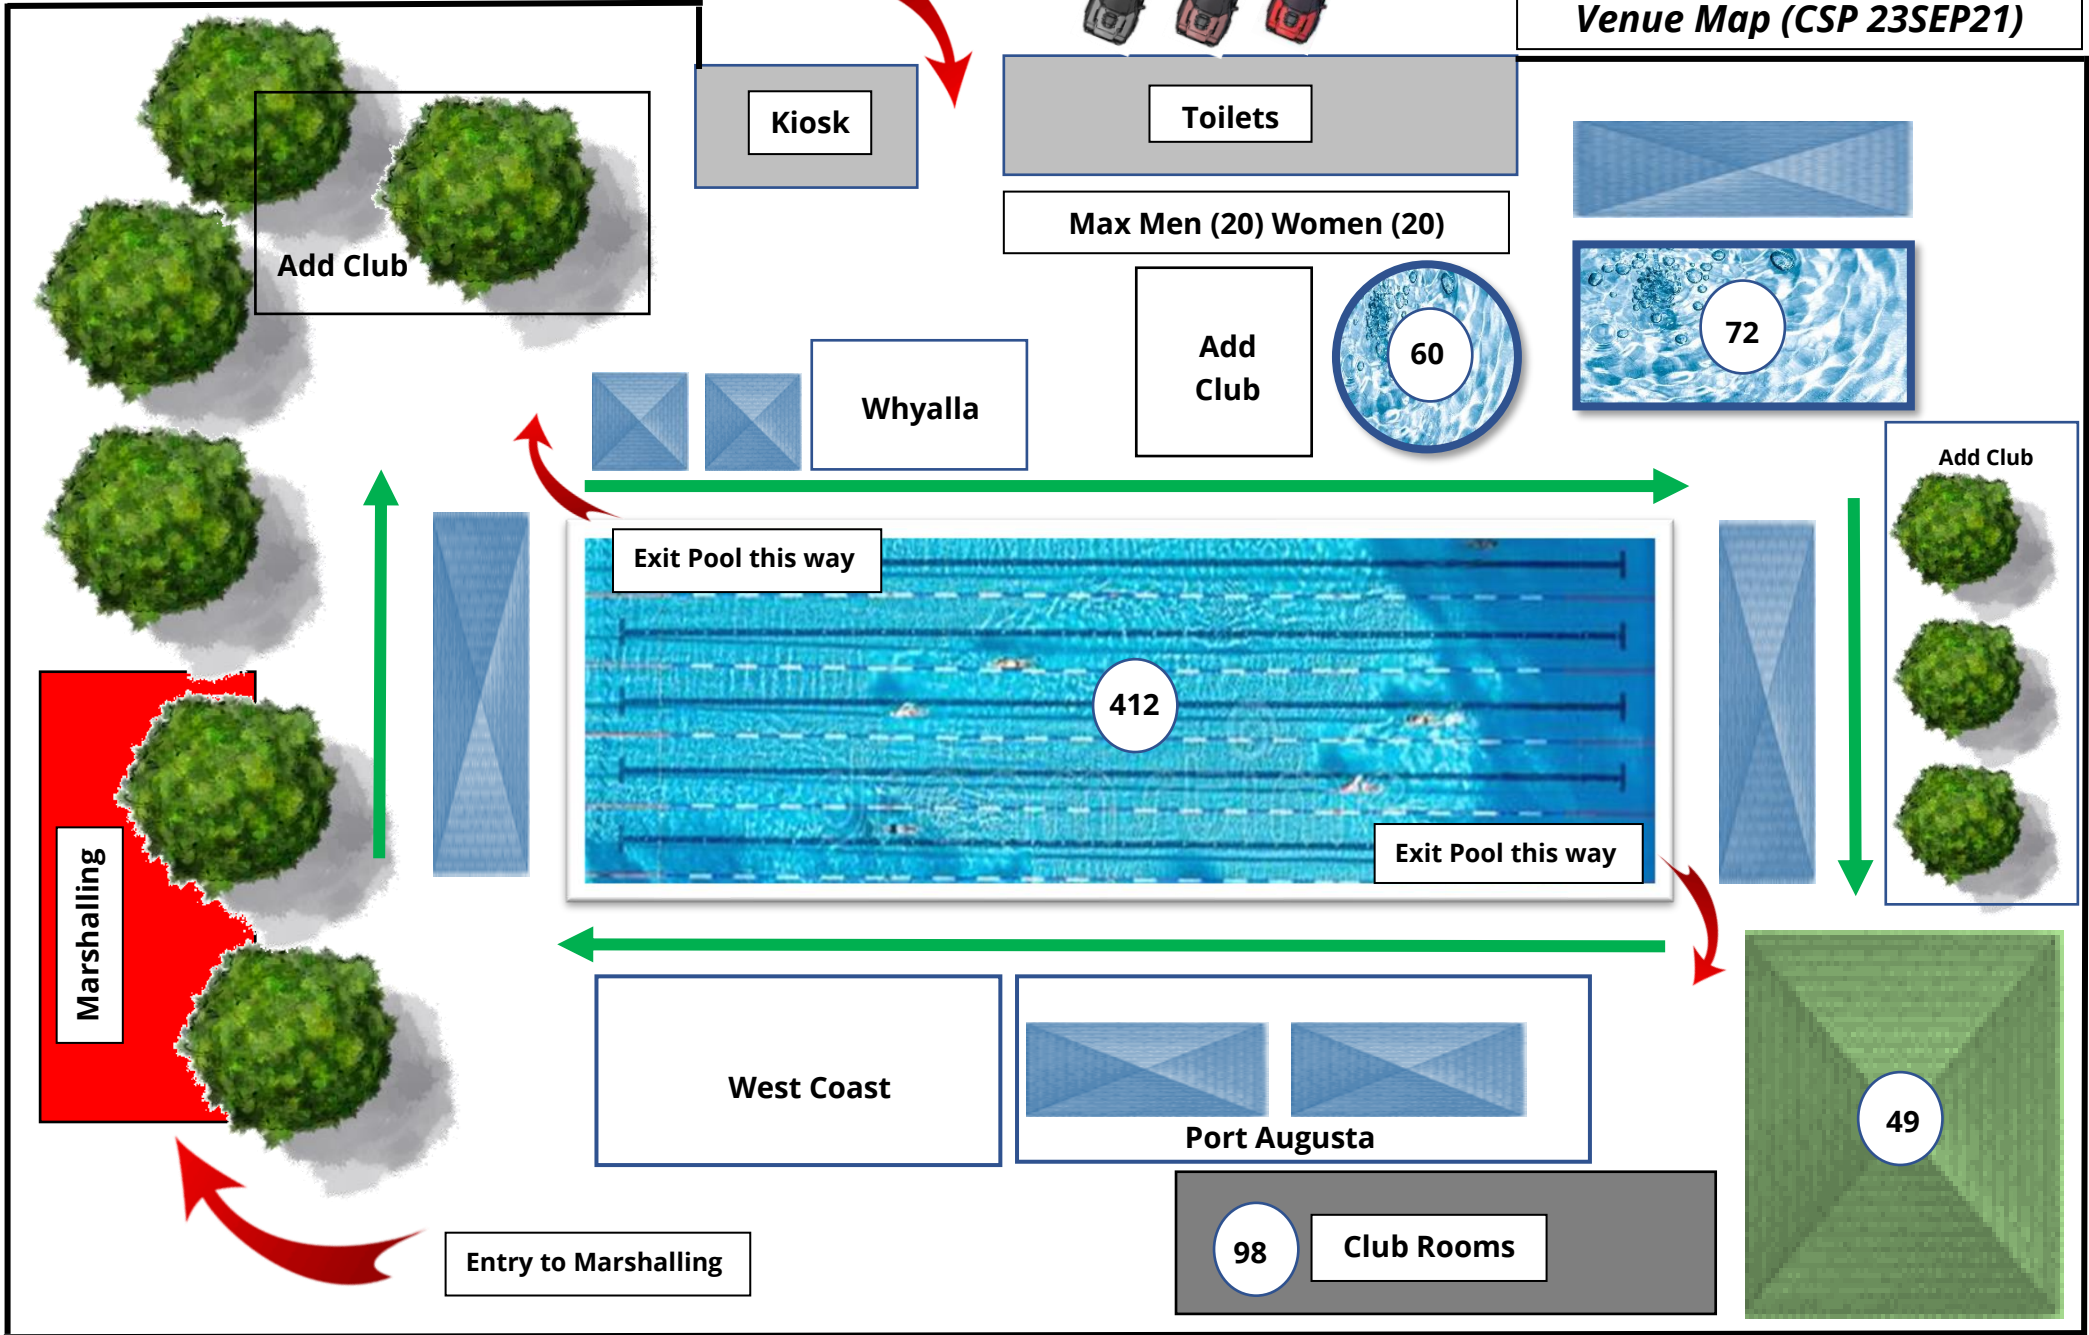 Venue Map (CSP 23SEP21)
Kiosk
Toilets
Max Men (20) Women (20)
Add Club
Add
Club
60
72
Whyalla
Add Club
Exit Pool this way
412
Exit Pool this way
Marshalling
West Coast
Port Augusta
49
98
Club Rooms
Entry to Marshalling